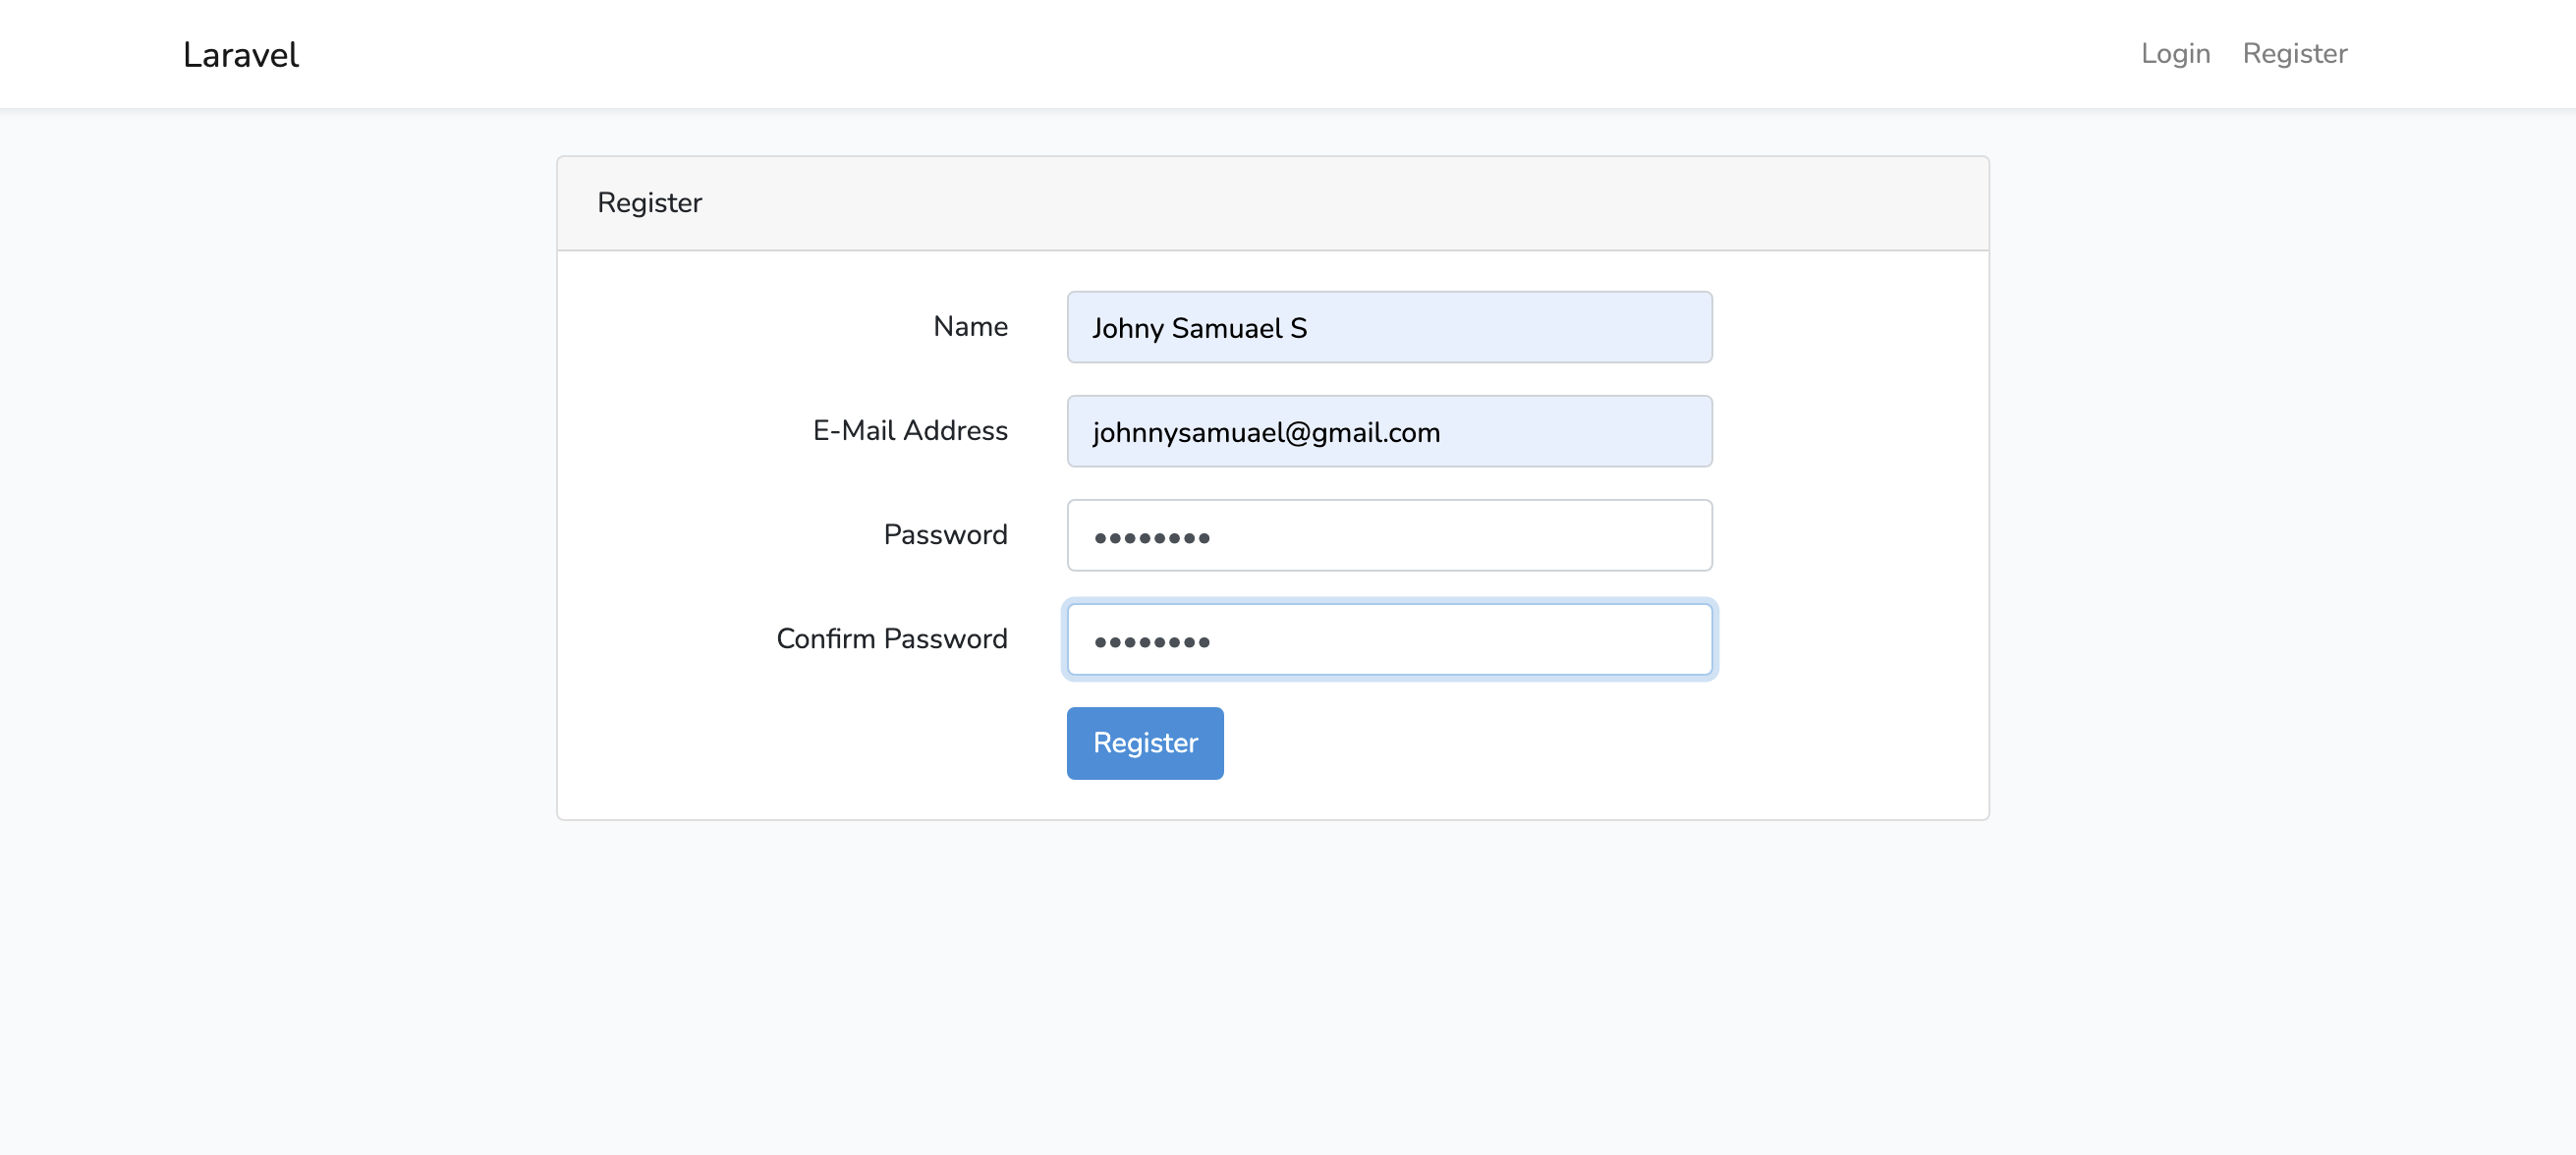 Laravel
Login Register
Register
Name Johny Samuael S
E-Mail Address johnnysamuael@gmail.com
Password ••••••••
Confirm Password ••••••••
Register